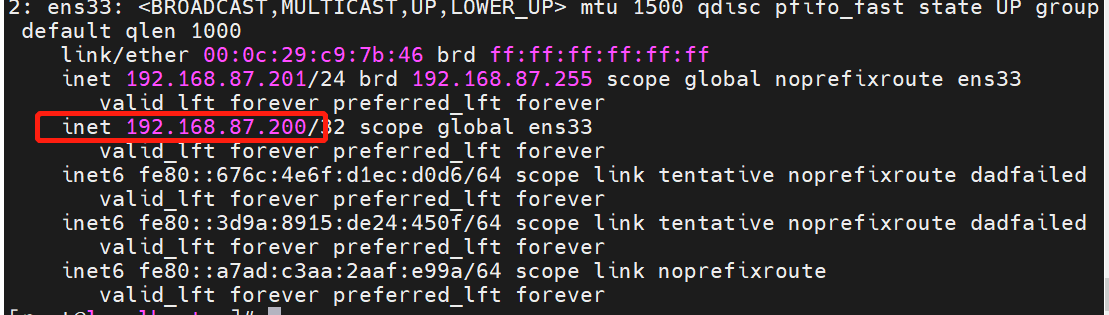 2: ens33: <BROADCAST,MULTICAST,UP,LOWER_UP> mtu 1500 qdisc pfifo_fast state UP group
default qlen 1000
link/ether 00:0c:29:c9:7b:46 brd ff:ff:ff:ff:ff:ff
inet 192.168.87.201/24 brd 192.168.87.255 scope global noprefixroute ens33
valid_lft forever preferred_lft forever
inet 192.168.87.200/32 scope global ens33
valid_lft forever preferred_lft forever
inet6 fe80::676c:4e6f:d1ec:d0d6/64 scope link tentative noprefixroute dadfailed
valid_lft forever preferred_lft forever
inet6 fe80::3d9a:8915:de24:450f/64 scope link tentative noprefixroute dadfailed
valid_lft forever preferred_lft forever
inet6 fe80::a7ad:c3aa:2aaf:e99a/64 scope link noprefixroute
valid_lft forever preferred_lft forever